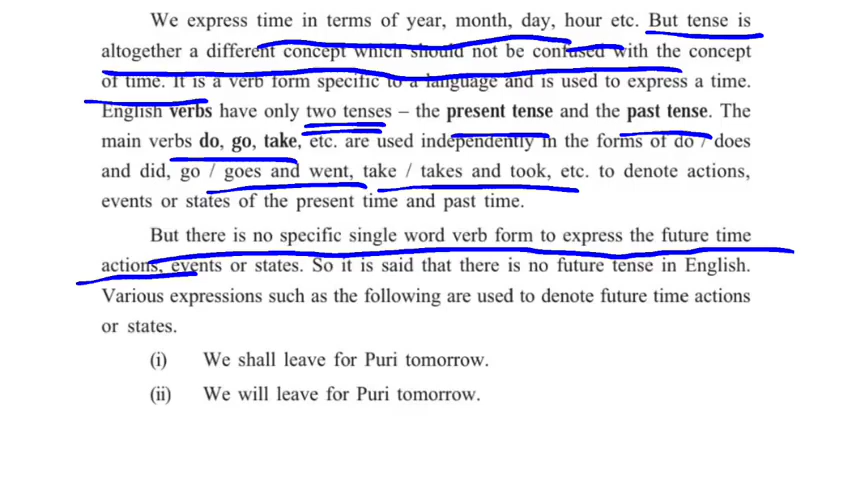 We express time in terms of year, month, day, hour etc. But tense is
altogether a different concept which should not be confused with the concept
of time. It is a verb form specific to a language and is used to express a time.
English verbs have only two tenses – the present tense and the past tense. The
main verbs do, go, take, etc. are used independently in the forms of do / does
and did, go / goes and went, take / takes and took, etc. to denote actions,
events or states of the present time and past time.
But there is no specific single word verb form to express the future time
actions, events or states. So it is said that there is no future tense in English.
Various expressions such as the following are used to denote future time actions
or states.
(i) We shall leave for Puri tomorrow.
(ii) We will leave for Puri tomorrow.